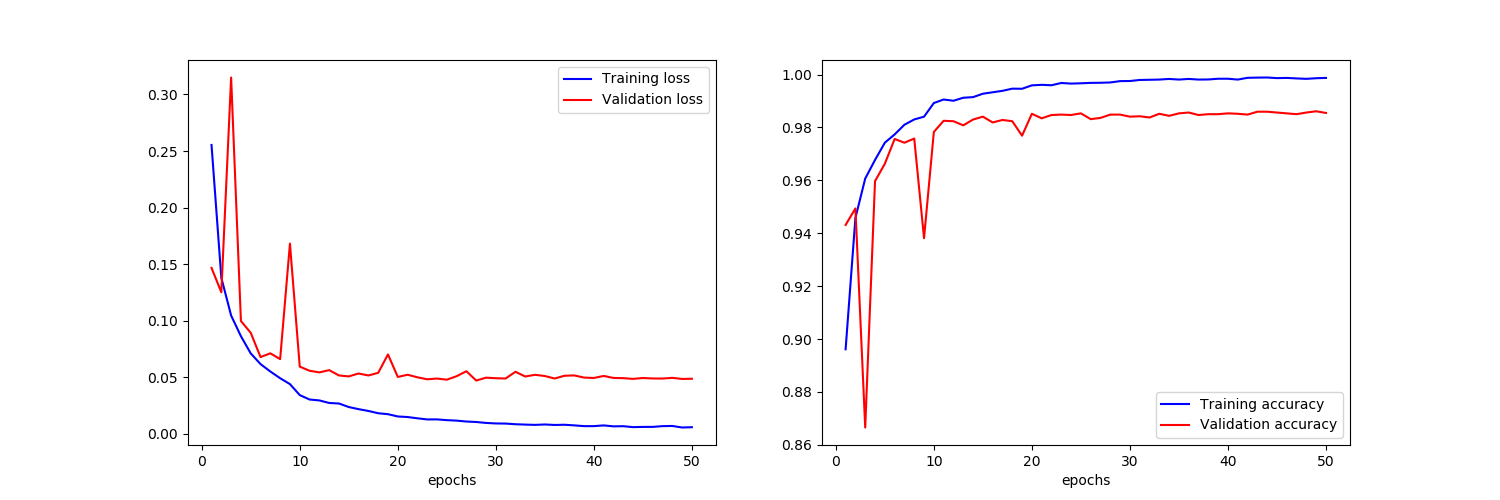 Training loss
Validation loss
0.30
0.25
0.20
0.15
0.10
0.05
0.00
0 10 20 30 40 50
epochs
1.00
0.98
0.96
0.94
0.92
0.90
0.88
0.86
Training accuracy
Validation accuracy
0 10 20 30 40 50
epochs